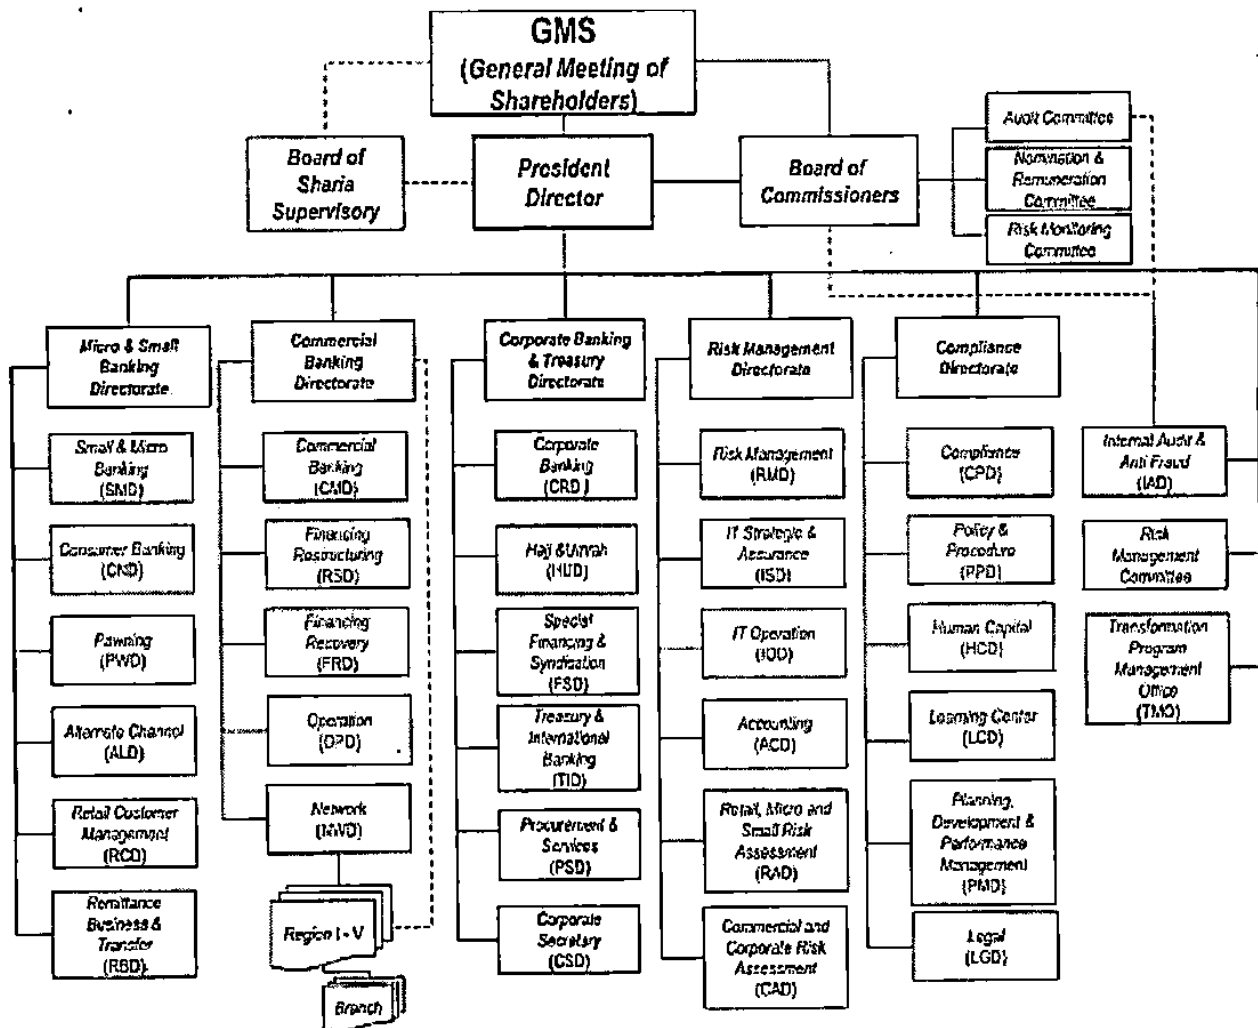 GMS
(General Meeting of
Shareholders)
Board of
Sharia
Supervisory
President
Director
Board of
Commissioners
Audit Committee
Nomination &
Remuneration
Committee
Risk Monitoring
Committee
Micro & Small
Banking
Directorate
Commercial
Banking
Directorate
Corporate Banking
& Treasury
Directorate
Risk Management
Directorate
Compliance
Directorate
Small & Micro
Banking
(SMD)
Consumer Banking
(CND)
Pawning
(PWD)
Alternate Channel
(ALD)
Retail Customer
Management
(RCD)
Remittance
Business &
Transfer
(RBD)
Commercial
Banking
(CMD)
Financing
Restructuring
(RSD)
Financing
Recovery
(FRD)
Operation
(OPD)
Network
(NWD)
Region I - V
Branch
Corporate
Banking
(CRD)
Hajj & Umrah
(HUD)
Special
Financing &
Syndication
(FSD)
Treasury &
International
Banking
(TID)
Procurement &
Services
(PSD)
Corporate
Secretary
(CSD)
Risk Management
(RMD)
IT Strategic &
Assurance
(ISD)
IT Operation
(IOD)
Accounting
(ACD)
Retail, Micro and
Small Risk
Assessment
(RAD)
Commercial and
Corporate Risk
Assessment
(CAD)
Compliance
(CPD)
Policy &
Procedure
(PPD)
Human Capital
(HCD)
Learning Center
(LCD)
Planning,
Development &
Performance
Management
(PMD)
Legal
(LGD)
Internal Audit &
Anti Fraud
(IAD)
Risk
Management
Committee
Transformation
Program
Management
Office
(TMO)